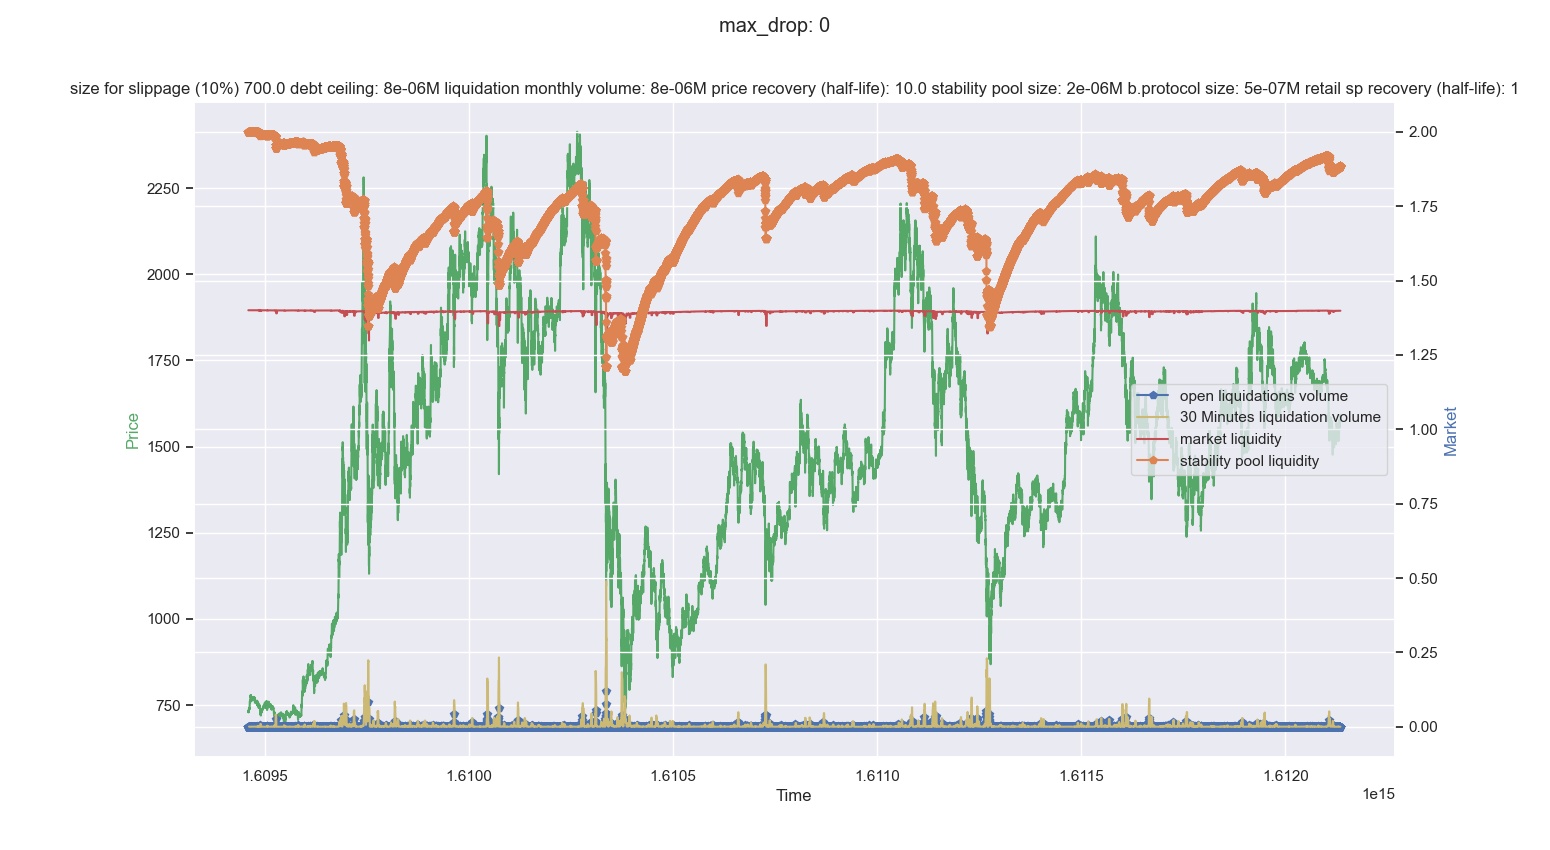 max_drop: 0
size for slippage (10%) 700.0 debt ceiling: 8e-06M liquidation monthly volume: 8e-06M price recovery (half-life): 10.0 stability pool size: 2e-06M b.protocol size: 5e-07M retail sp recovery (half-life): 1
2.00
2250
1.75
2000
1.50
1750
1.25
open liquidations volume
30 Minutes liquidation volume
market liquidity
stability pool liquidity
Price
Market
1500
1.00
1250
0.75
1000
0.50
750
0.25
0.00
1.6095 1.6100 1.6105 1.6110 1.6115 1.6120
Time
1e15